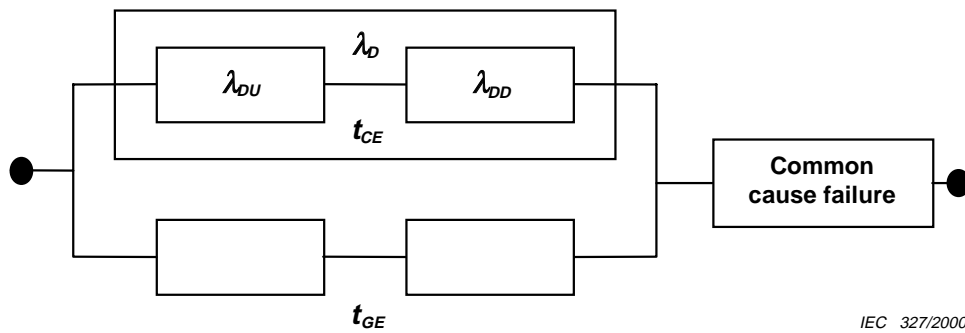 λD
λDU
λDD
tCE
Common
cause failure
tGE
IEC 327/2000